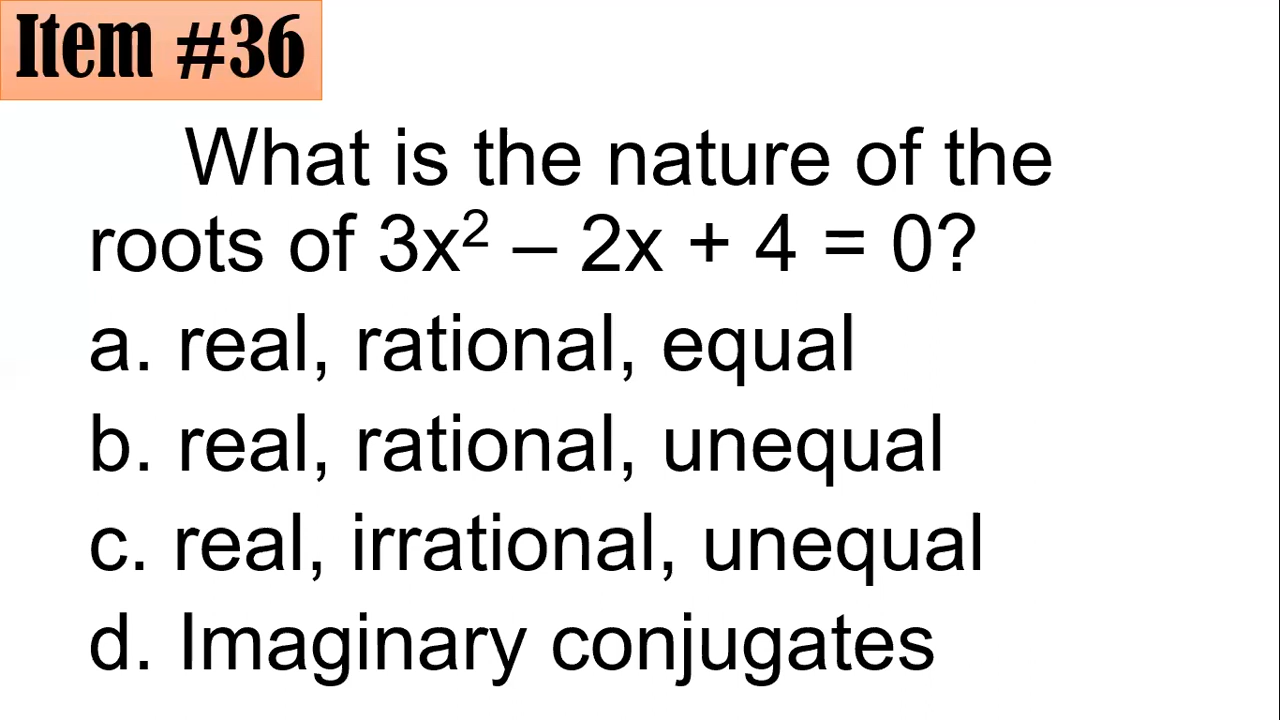 Item #36
What is the nature of the
roots of 3x² – 2x + 4 = 0?
a. real, rational, equal
b. real, rational, unequal
c. real, irrational, unequal
d. Imaginary conjugates